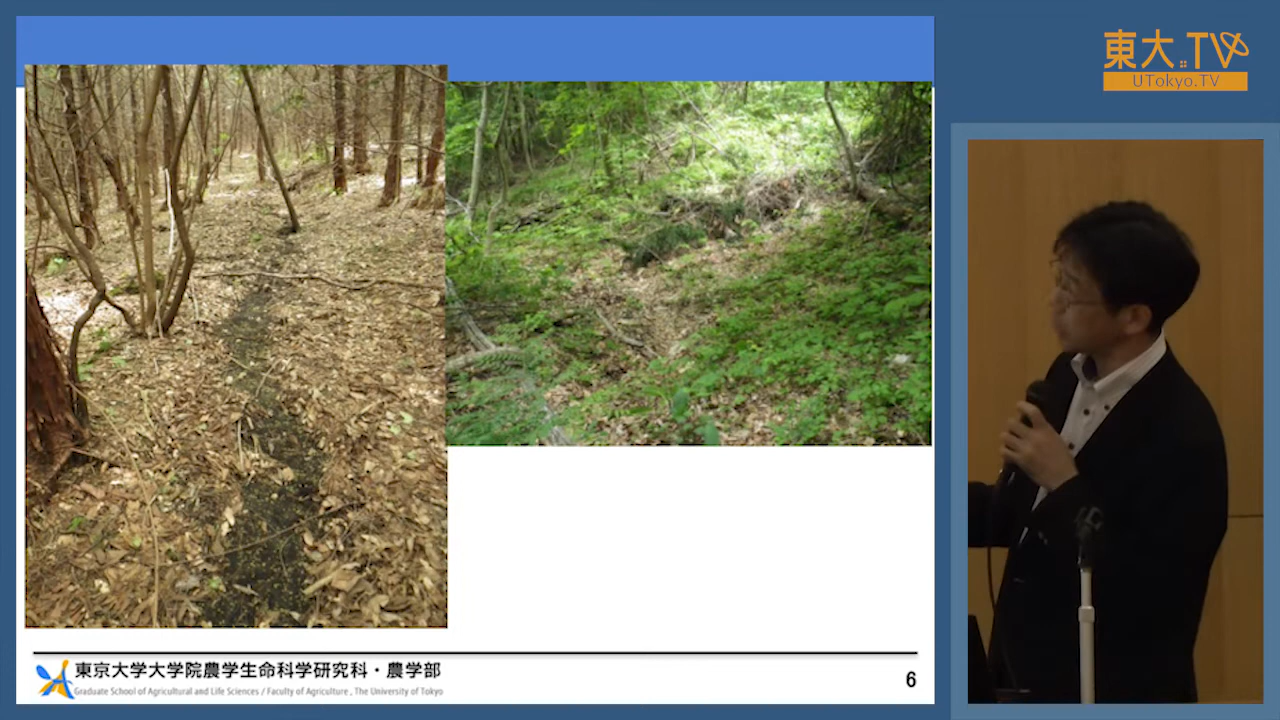 東大.TV
UTokyo.TV
東京大学大学院農学生命科学研究科・農学部
Graduate School of Agricultural and Life Sciences / Faculty of Agriculture , The University of Tokyo
6